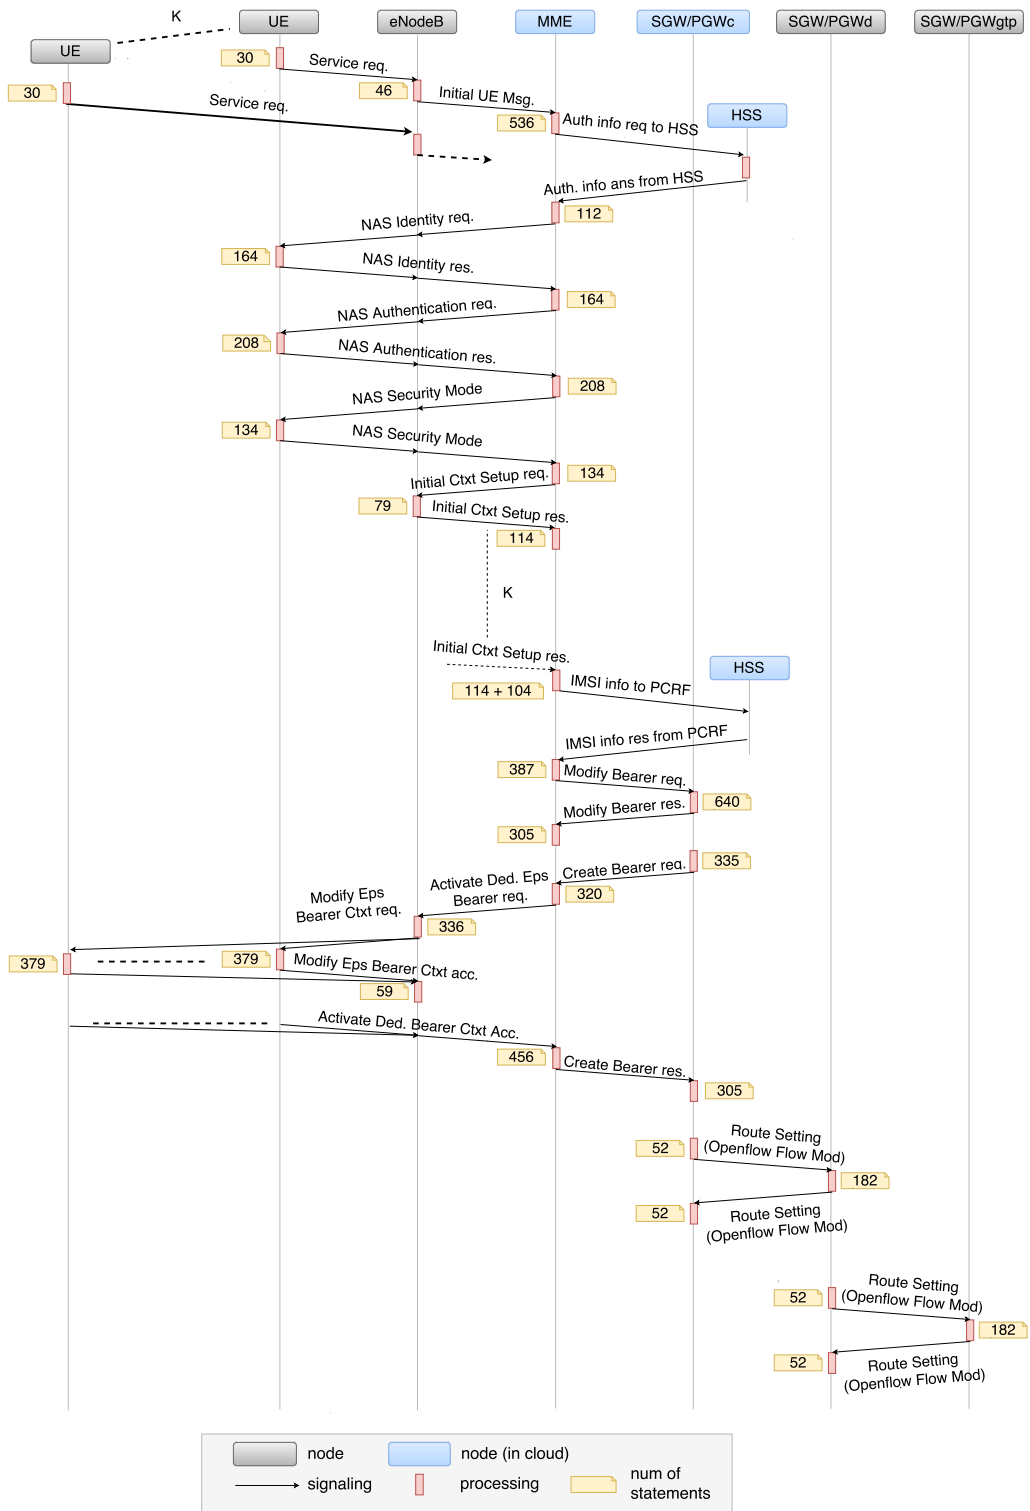 K
UE
eNodeB
MME
SGW/PGWc
SGW/PGWd
SGW/PGWgtp
UE
30
Service req.
30
46
Initial UE Msg.
Service req.
536
Auth info req to HSS
HSS
Auth. info ans from HSS
112
NAS Identity req.
164
NAS Identity res.
164
NAS Authentication req.
208
NAS Authentication res.
208
NAS Security Mode
134
NAS Security Mode
134
Initial Ctxt Setup req.
79
Initial Ctxt Setup res.
114
K
Initial Ctxt Setup res.
HSS
114 + 104
IMSI info to PCRF
IMSI info res from PCRF
387
Modify Bearer req.
640
Modify Bearer res.
305
335
Create Bearer req.
320
Activate Ded. Eps
Bearer req.
Modify Eps
Bearer Ctxt req.
336
379
379
Modify Eps Bearer Ctxt acc.
59
Activate Ded. Bearer Ctxt Acc.
456
Create Bearer res.
305
52
Route Setting
(Openflow Flow Mod)
182
52
Route Setting
(Openflow Flow Mod)
52
Route Setting
(Openflow Flow Mod)
182
52
Route Setting
(Openflow Flow Mod)
node
node (in cloud)
signaling
processing
num of
statements